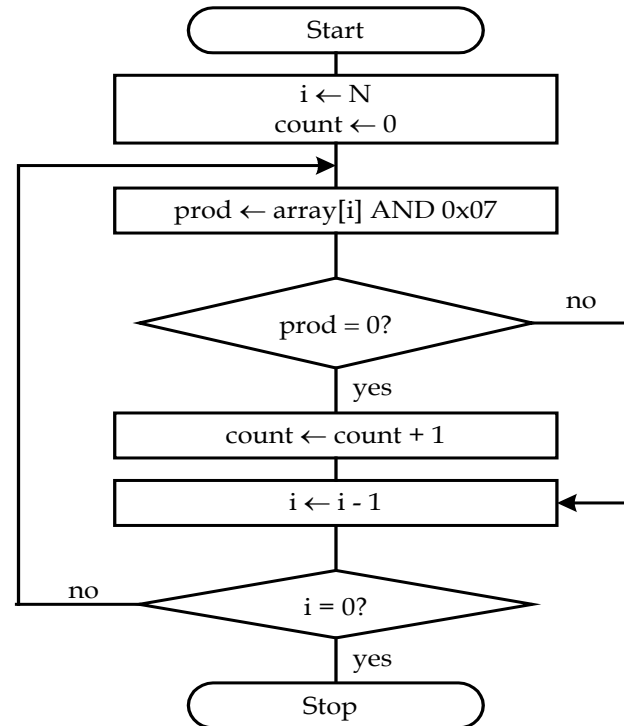 Start
i ← N
count ← 0
prod ← array[i] AND 0x07
prod = 0?
no
yes
count ← count + 1
i ← i - 1
i = 0?
no
yes
Stop